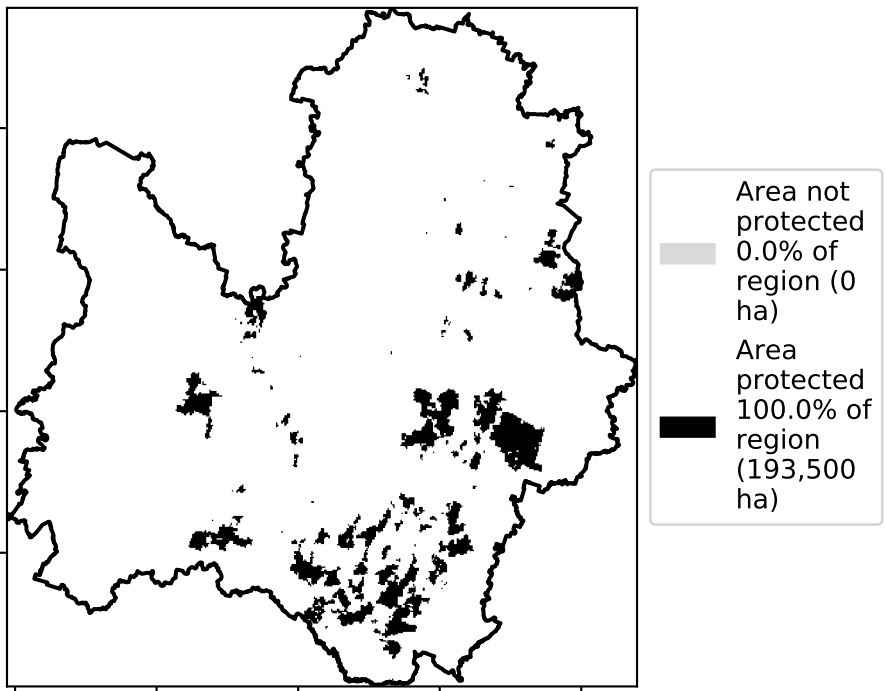 Area not
protected
0.0% of
region (0
ha)
Area
protected
100.0% of
region
(193,500
ha)